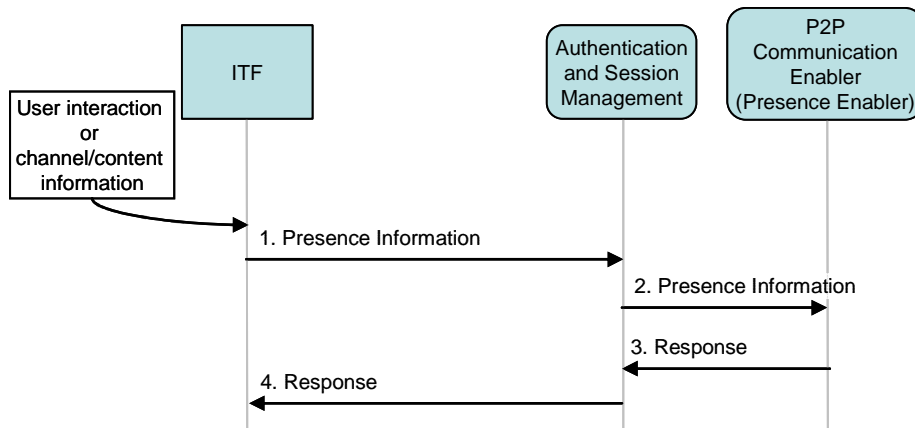 ITF
Authentication
and Session
Management
P2P
Communication
Enabler
(Presence Enabler)
User interaction
or
channel/content
information
1. Presence Information
2. Presence Information
3. Response
4. Response